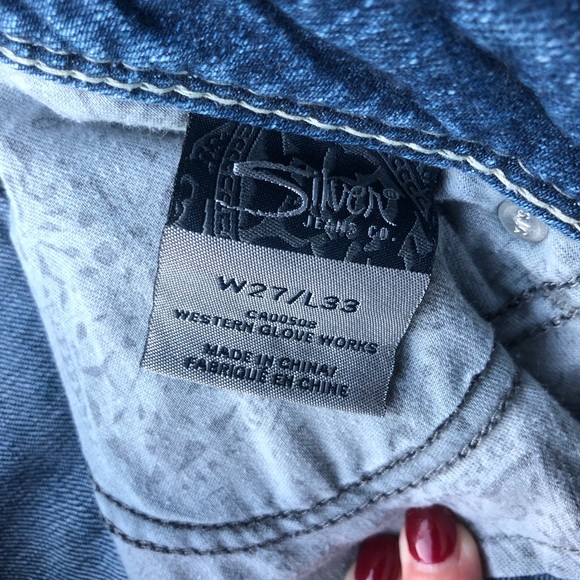 Silver®
JEANS CO.
W27/L33
CA00508
WESTERN GLOVE WORKS
MADE IN CHINA/
FABRIQUÉ EN CHINE